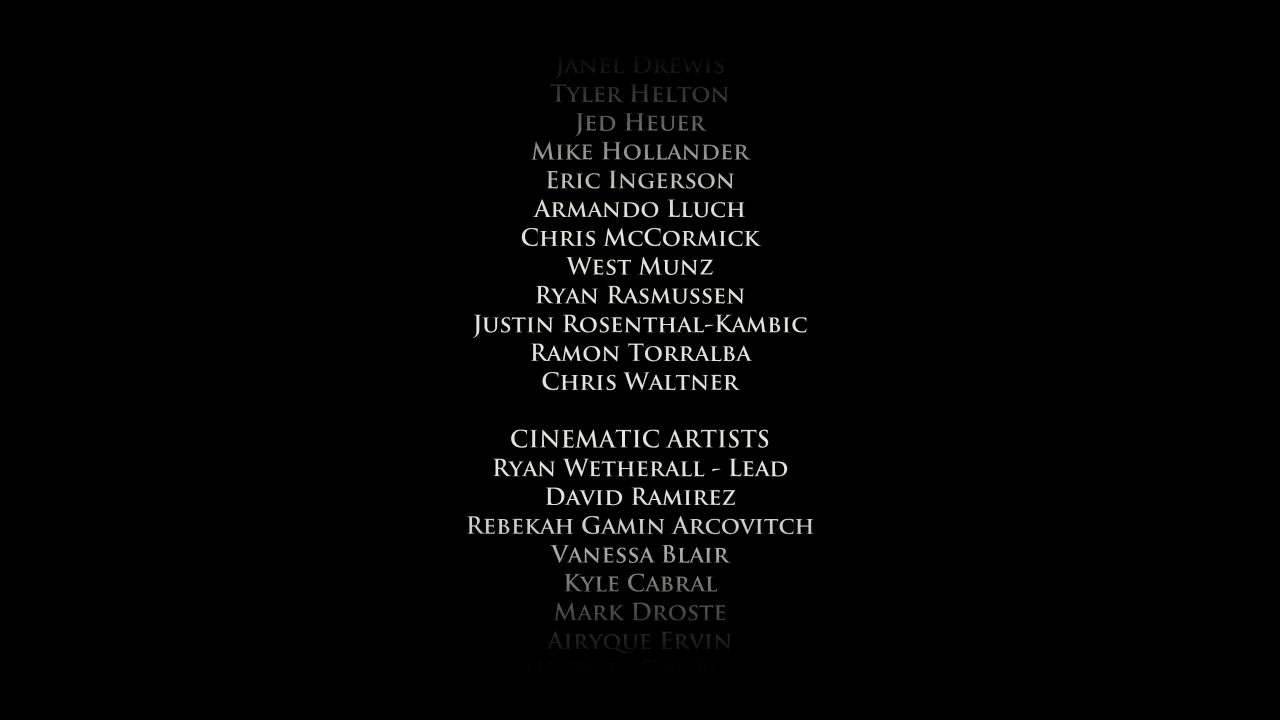 Janel Drewis
Tyler Helton
Jed Heuer
Mike Hollander
Eric Ingerson
Armando Lluch
Chris McCormick
West Munz
Ryan Rasmussen
Justin Rosenthal-Kambic
Ramon Torralba
Chris Waltner
CINEMATIC ARTISTS
Ryan Wetherall - Lead
David Ramirez
Rebekah Gamin Arcovitch
Vanessa Blair
Kyle Cabral
Mark Droste
Airyque Ervin